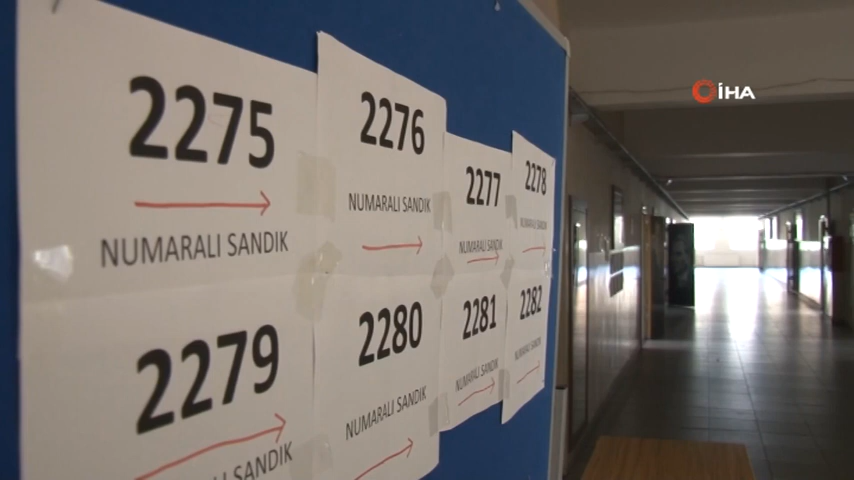 İHA
2275
NUMARALI SANDIK
2276
NUMARALI SANDIK
2277
NUMARALI SANDIK
2278
NUMARALI SANDIK
2279
NUMARALI SANDIK
2280
NUMARALI SANDIK
2281
NUMARALI SANDIK
2282
NUMARALI SANDIK